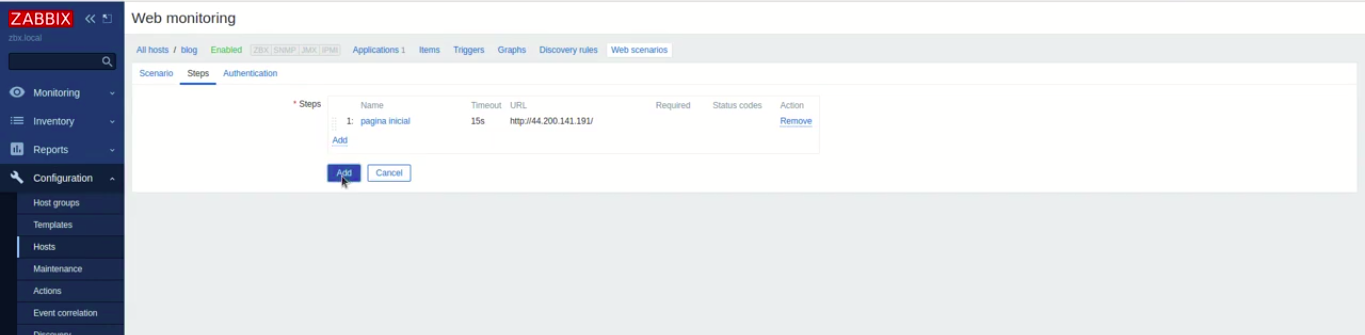 ZABBIX
zbx.local
Monitoring
Inventory
Reports
Configuration
Host groups
Templates
Hosts
Maintenance
Actions
Event correlation
Discovery
Web monitoring
All hosts / blog Enabled ZBX SNMP JMX IPMI Applications 1 Items Triggers Graphs Discovery rules Web scenarios
Scenario Steps Authentication
* Steps
Name Timeout URL Required Status codes Action
1: pagina inicial 15s http://44.200.141.191/ Remove
Add
Add Cancel